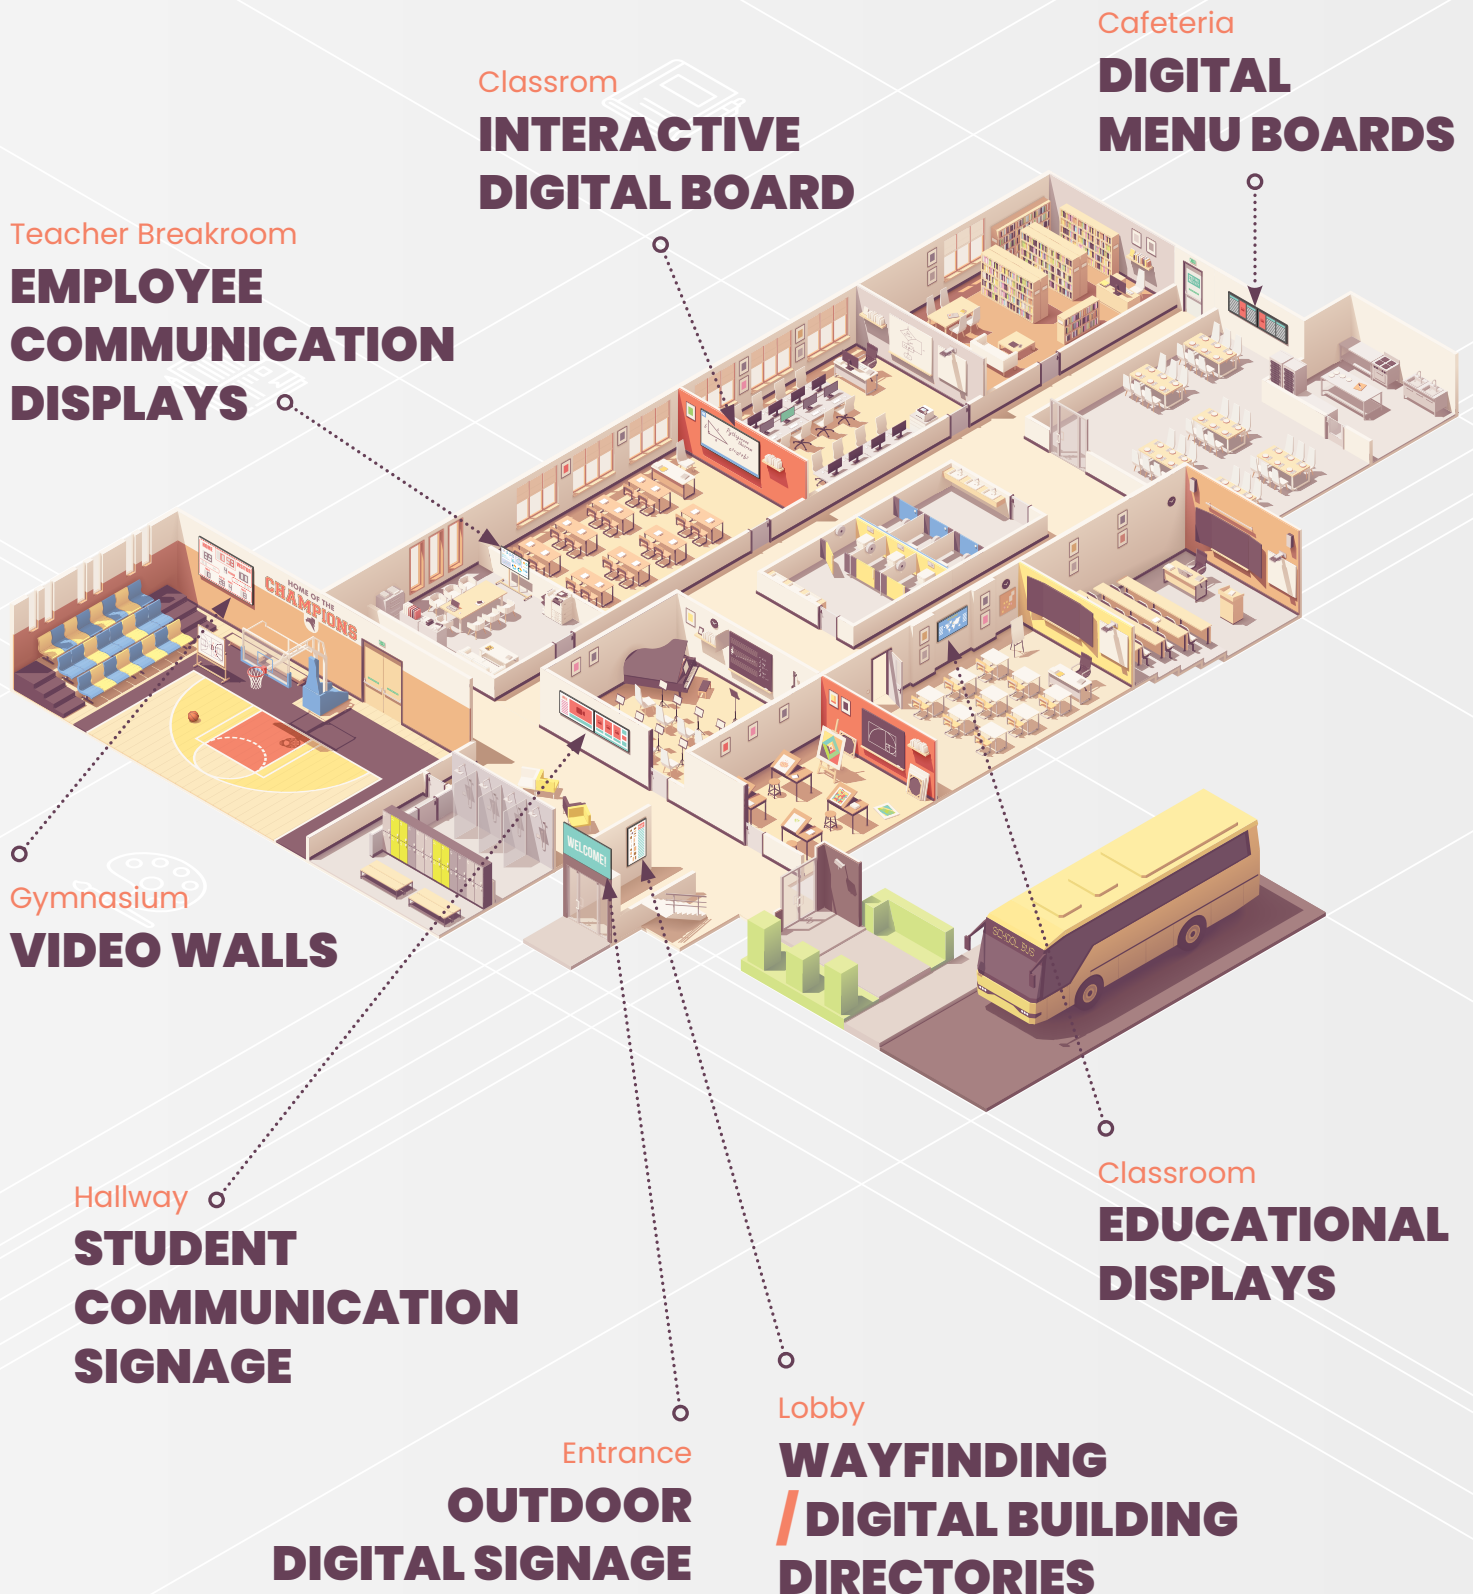 Cafeteria
DIGITAL
MENU BOARDS
Classrom
INTERACTIVE
DIGITAL BOARD
Teacher Breakroom
EMPLOYEE
COMMUNICATION
DISPLAYS
HOME OF THE
CHAMPIONS
WELCOME!
SCHOOL BUS
Gymnasium
VIDEO WALLS
Hallway
STUDENT
COMMUNICATION
SIGNAGE
Classroom
EDUCATIONAL
DISPLAYS
Entrance
OUTDOOR
DIGITAL SIGNAGE
Lobby
WAYFINDING
/ DIGITAL BUILDING
DIRECTORIES